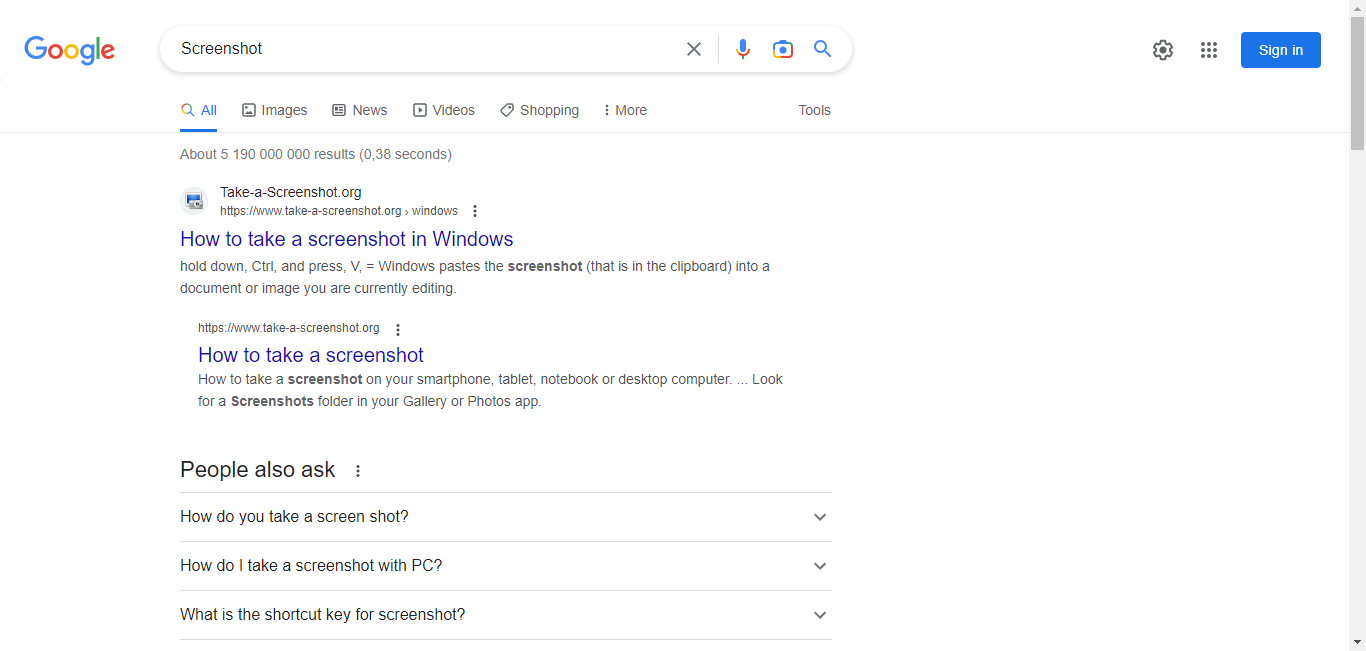 Google
Screenshot
Sign in
All
Images
News
Videos
Shopping
More
Tools
About 5 190 000 000 results (0,38 seconds)
Take-a-Screenshot.org
https://www.take-a-screenshot.org › windows
How to take a screenshot in Windows
hold down, Ctrl, and press, V, = Windows pastes the screenshot (that is in the clipboard) into a
document or image you are currently editing.
https://www.take-a-screenshot.org
How to take a screenshot
How to take a screenshot on your smartphone, tablet, notebook or desktop computer. ... Look
for a Screenshots folder in your Gallery or Photos app.
People also ask
How do you take a screen shot?
How do I take a screenshot with PC?
What is the shortcut key for screenshot?